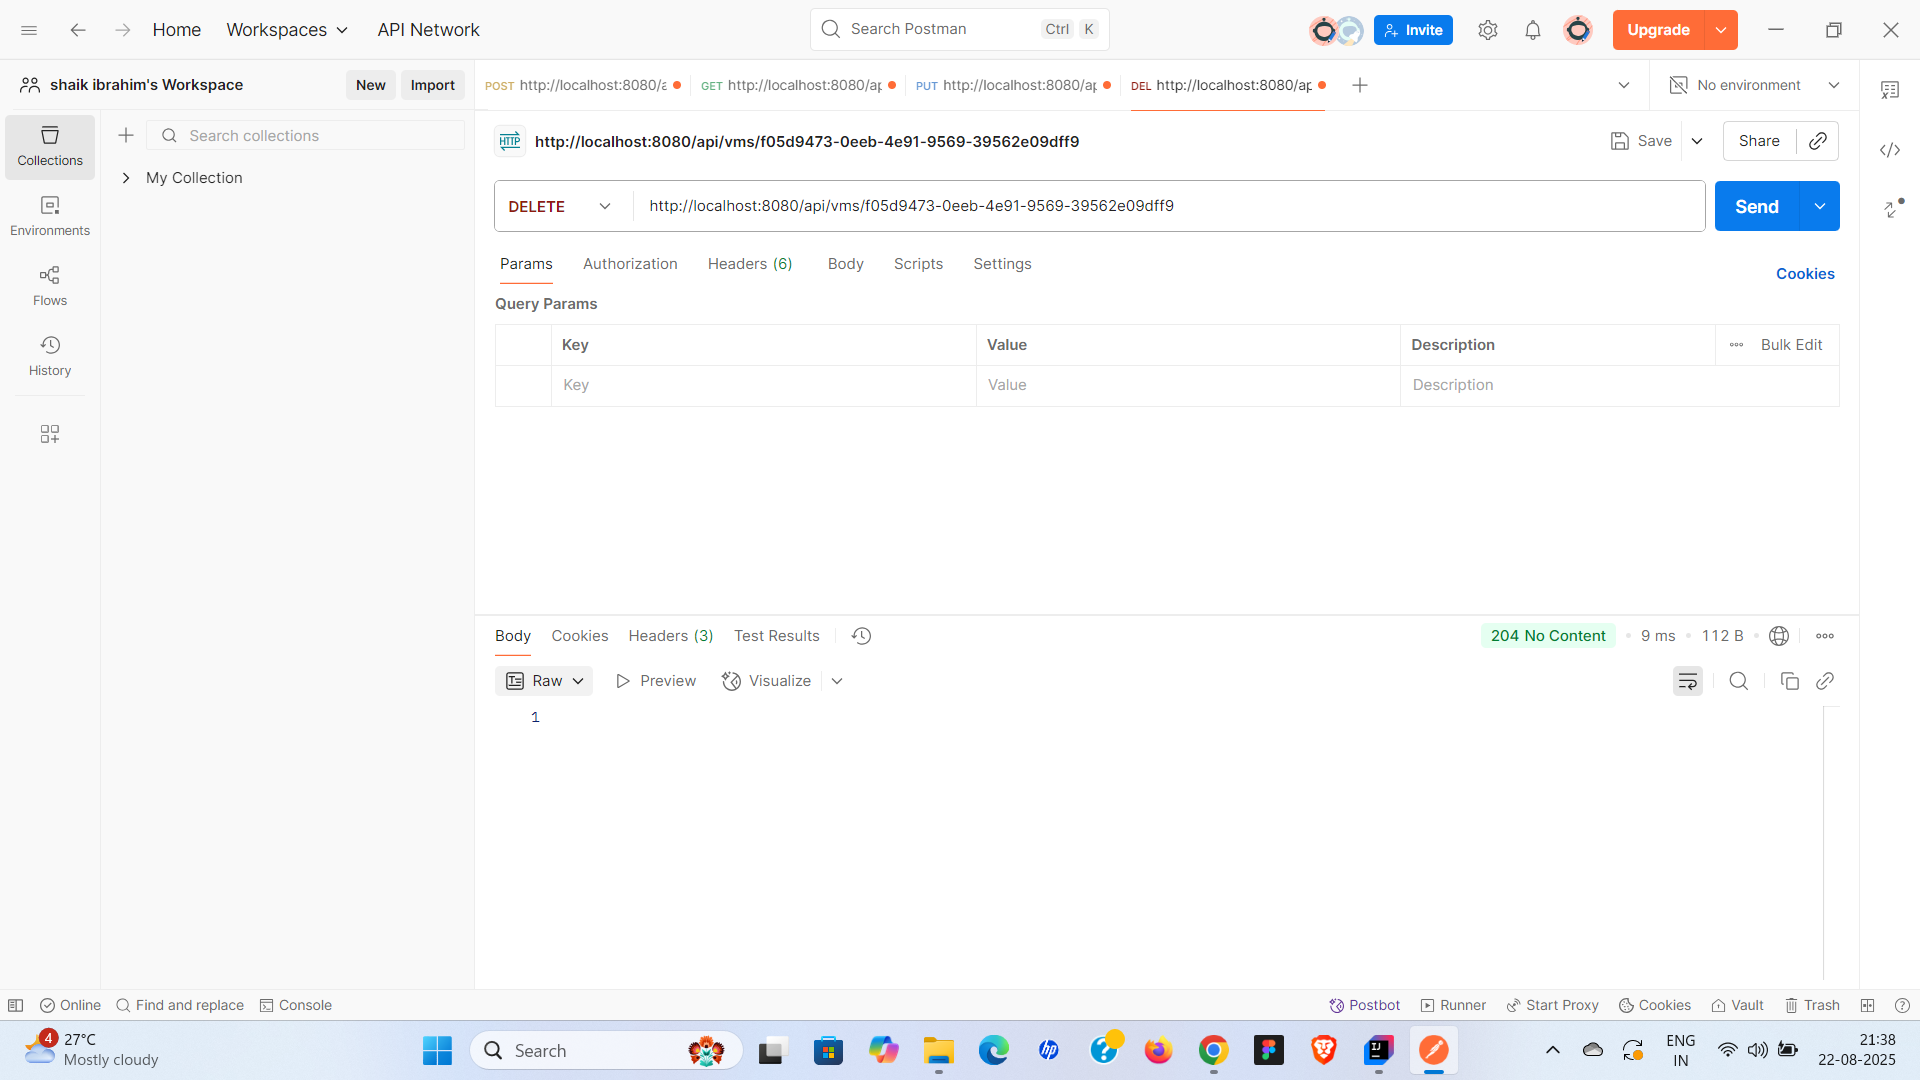 Home
Workspaces
API Network
Search Postman
Ctrl
K
Invite
Upgrade
shaik ibrahim's Workspace
New
Import
POST http://localhost:8080/a
GET http://localhost:8080/ap
PUT http://localhost:8080/ap
DEL http://localhost:8080/ap
No environment
Collections
Search collections
My Collection
Environments
Flows
History
HTTP
http://localhost:8080/api/vms/f05d9473-0eeb-4e91-9569-39562e09dff9
Save
Share
DELETE
http://localhost:8080/api/vms/f05d9473-0eeb-4e91-9569-39562e09dff9
Send
Params
Authorization
Headers (6)
Body
Scripts
Settings
Cookies
Query Params
Key
Value
Description
Bulk Edit
Key
Value
Description
Body
Cookies
Headers (3)
Test Results
204 No Content
9 ms
112 B
Raw
Preview
Visualize
1
Online
Find and replace
Console
Postbot
Runner
Start Proxy
Cookies
Vault
Trash
4
27°C
Mostly cloudy
Search
hp
IJ
ENG
IN
21:38
22-08-2025